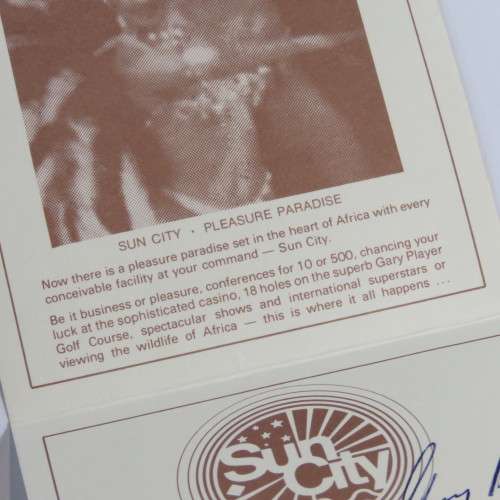 SUN CITY • PLEASURE PARADISE
Now there is a pleasure paradise set in the heart of Africa with every
conceivable facility at your command — Sun City.
Be it business or pleasure, conferences for 10 or 500, chancing your
luck at the sophisticated casino, 18 holes on the superb Gary Player
Golf Course, spectacular shows and international superstars or
viewing the wildlife of Africa — this is where it all happens ...
Sun
City